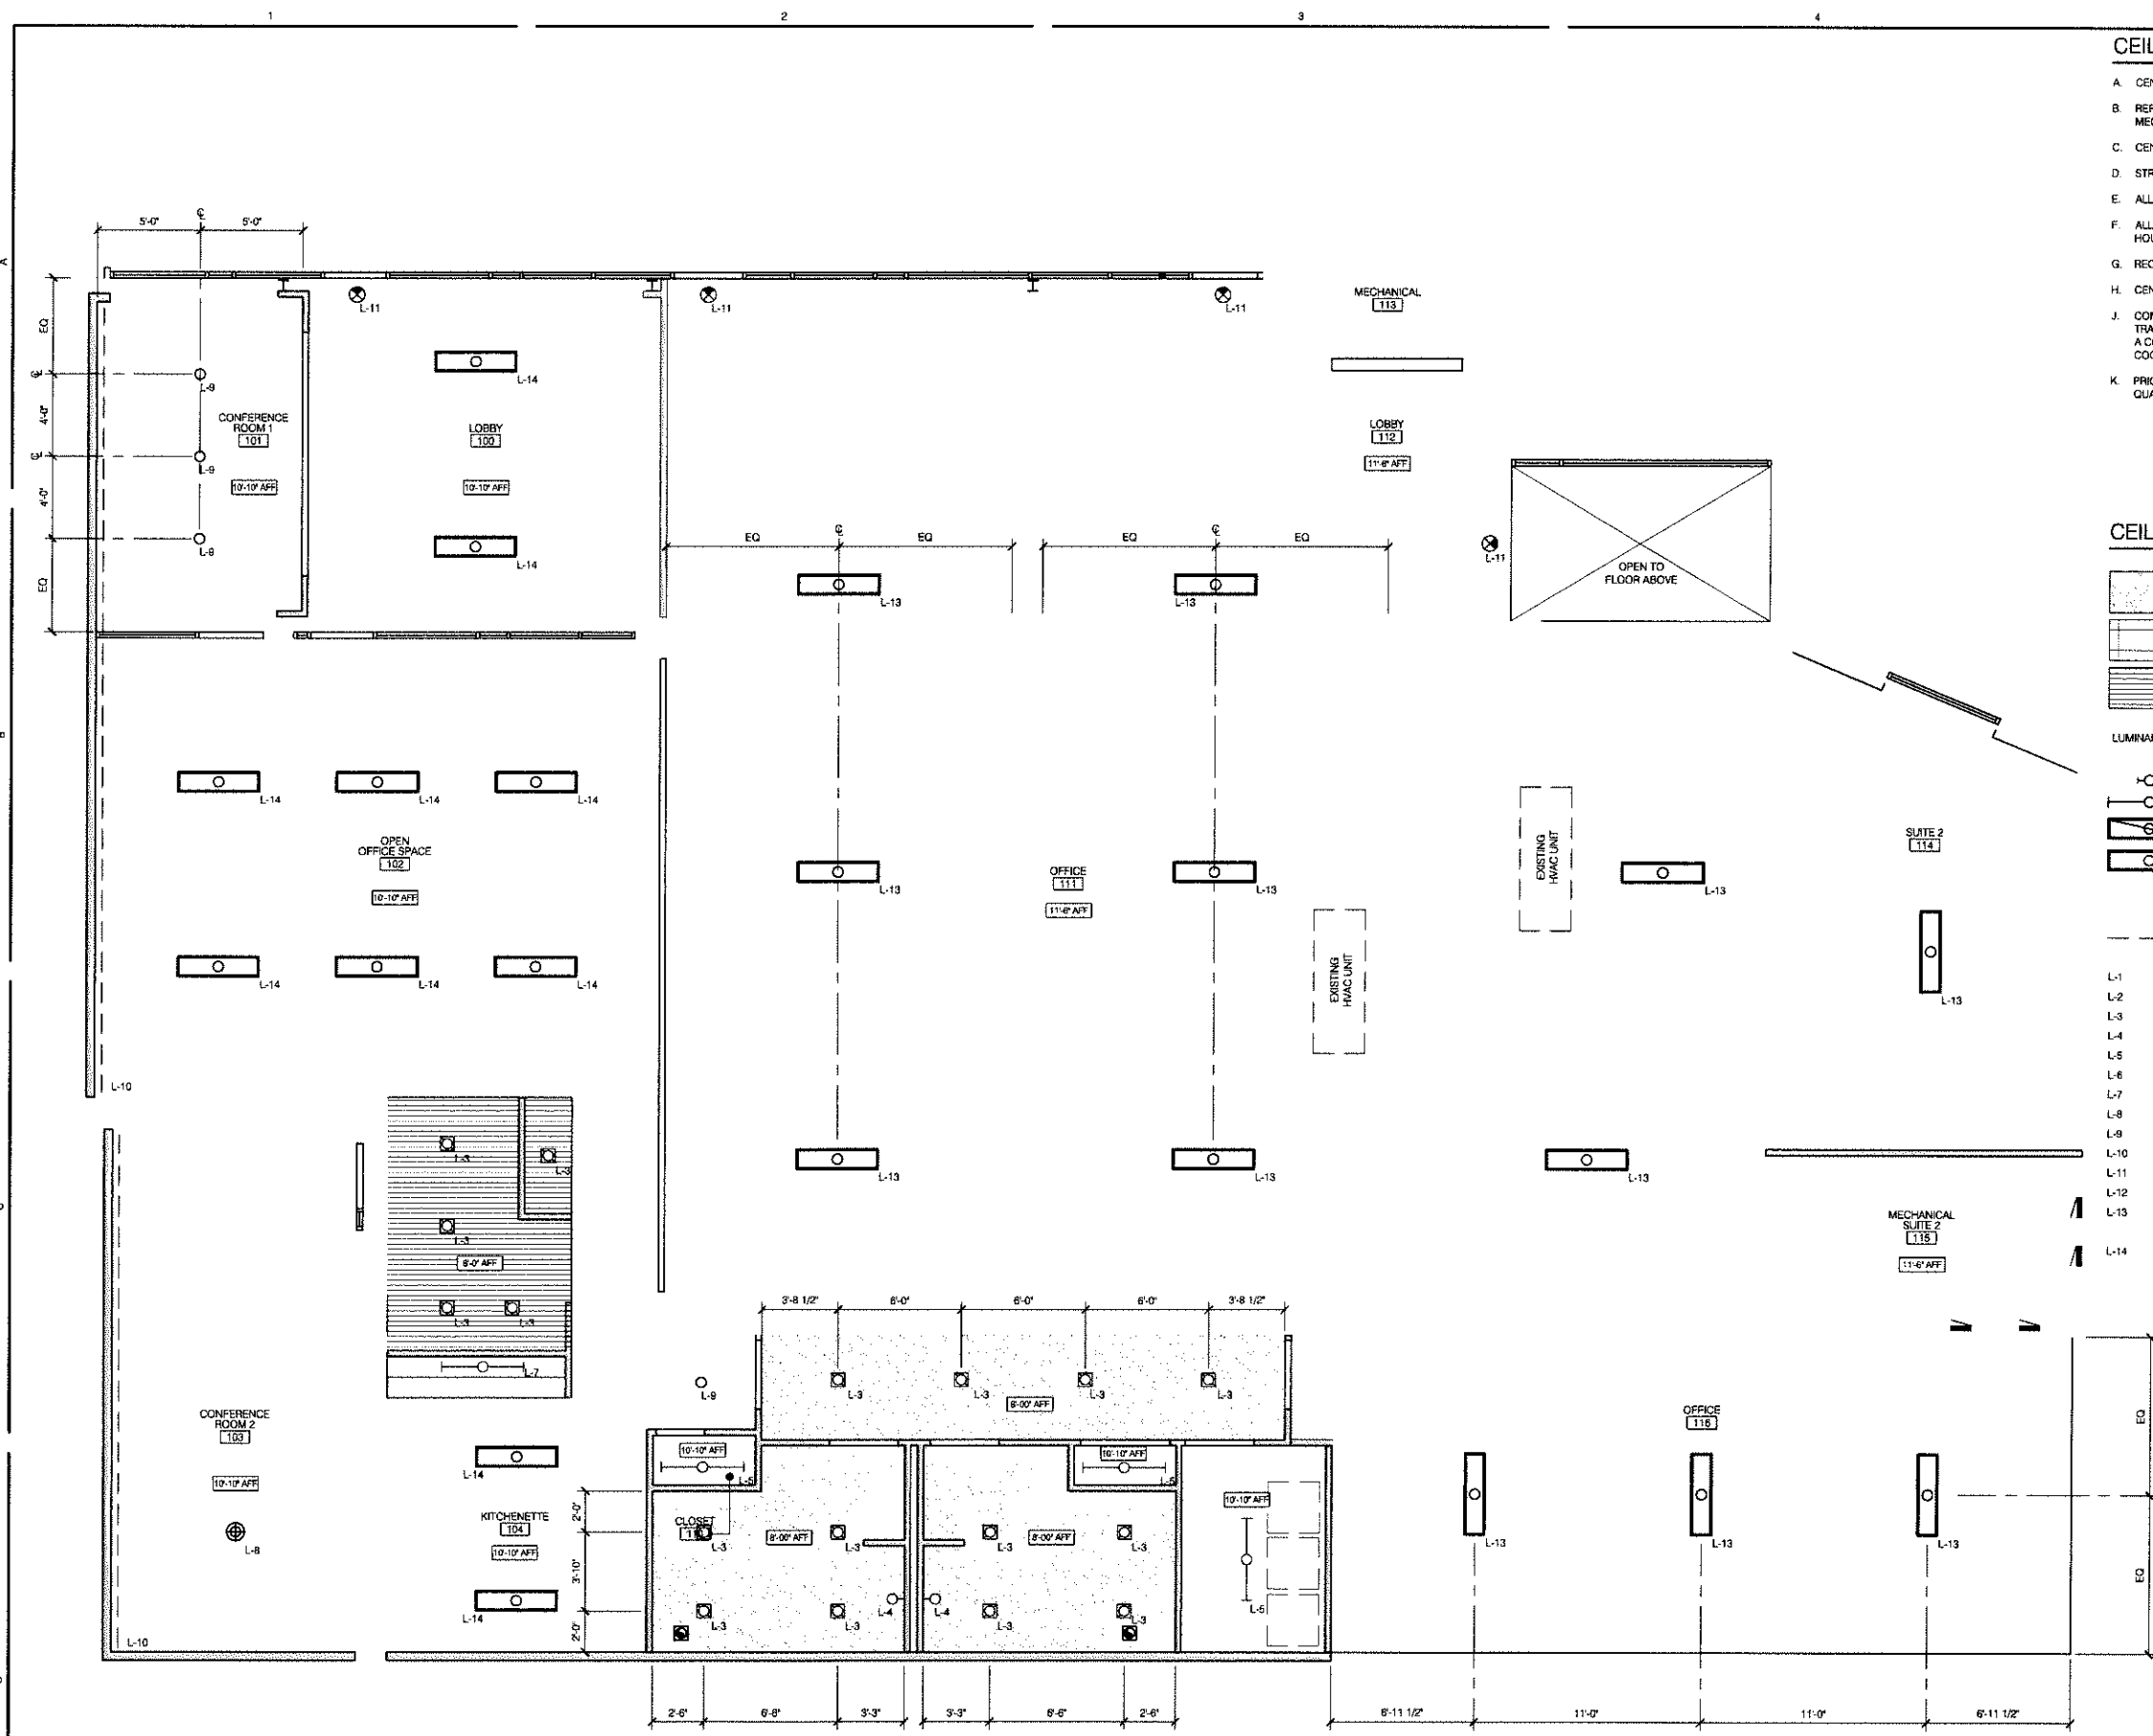 1 2 3 4
CEIL
A. CEN
B. REF
MEC
C. CEN
D. STR
E. ALL
F. ALL
HOU
G. REC
H. CEN
J. CON
TRA
A CO
COO
K. PRIO
QUA
A
5'-0" 5'-0"
EQ
4'-0"
4'-0"
EQ
L-11 L-11 L-11
MECHANICAL
113
L-9
L-14
CONFERENCE
ROOM 1
101
LOBBY
100
LOBBY
112
11'-6" AFF
L-9
10'-10" AFF
10'-10" AFF
L-9
L-14
EQ EQ EQ EQ
L-11
OPEN TO
FLOOR ABOVE
CEIL
L-13 L-13
B
LUMINA
L-14 L-14 L-14
OPEN
OFFICE SPACE
102
10'-10" AFF
EXISTING
HVAC UNIT
SUITE 2
114
OFFICE
111
11'-6" AFF
L-13 L-13 L-13
EXISTING
HVAC UNIT
L-14 L-14 L-14
L-13
L-1
L-2
L-3
L-4
L-5
L-6
L-7
L-8
L-9
L-10
L-11
L-12
L-13
L-14
L-10
L-3 L-3
L-13 L-13 L-13
L-3
8'-0" AFF
MECHANICAL
SUITE 2
115
11'-6" AFF
L-3 L-3
3'-8 1/2" 6'-0" 6'-0" 6'-0" 3'-8 1/2"
L-7
L-9
L-3 L-3 L-3 L-3
CONFERENCE
ROOM 2
103
10'-10" AFF
L-8
OFFICE
116
EQ
10'-10" AFF
10'-10" AFF
L-14
L-5 L-5
10'-10" AFF
KITCHENETTE
104
10'-10" AFF
2'-0"
3'-10"
2'-0"
CLOSET
8'-00" AFF
8'-00" AFF
L-3 L-3 L-3 L-3
L-13 L-13 L-13
EQ
L-14
L-4 L-4
L-5
L-3 L-3 L-3 L-3
L-10
2'-6" 6'-8" 3'-3" 3'-3" 6'-6" 2'-6" 6'-11 1/2" 11'-0" 11'-0" 6'-11 1/2"